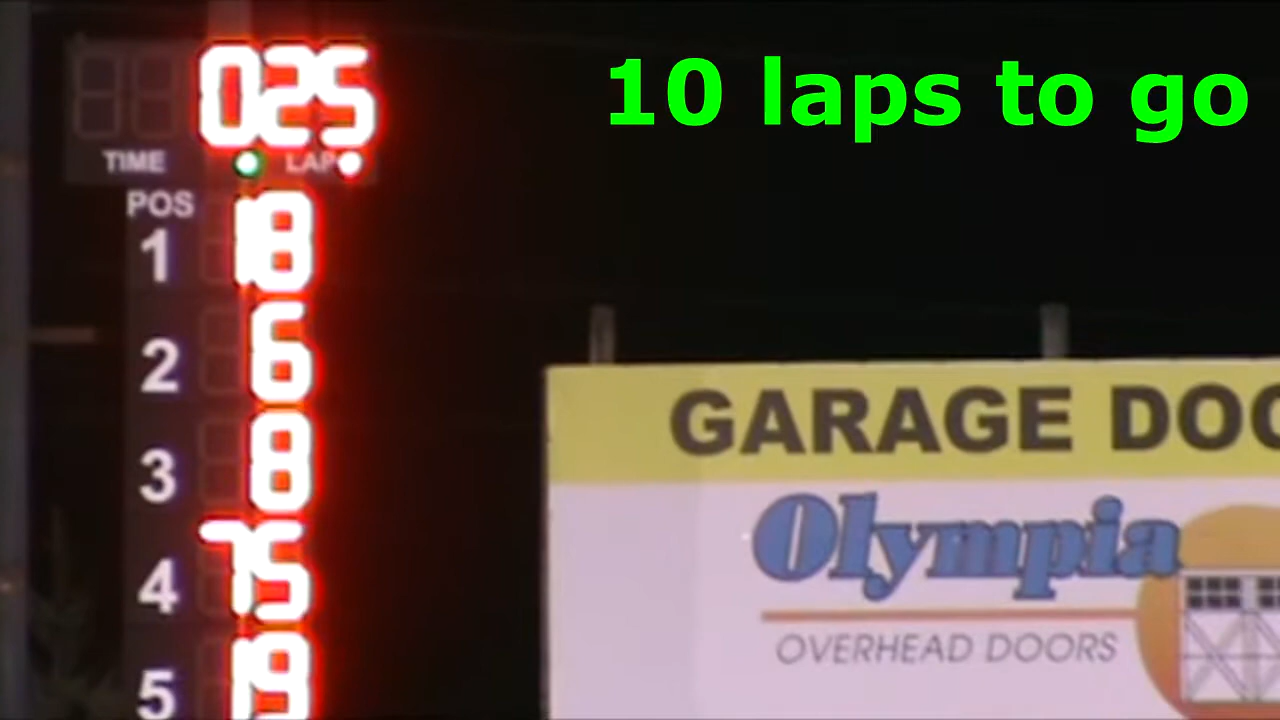 025
10 laps to go
TIME LAP
POS
1 18
2 6
3 8
4 75
5 19
GARAGE
Olympia
OVERHEAD DOORS